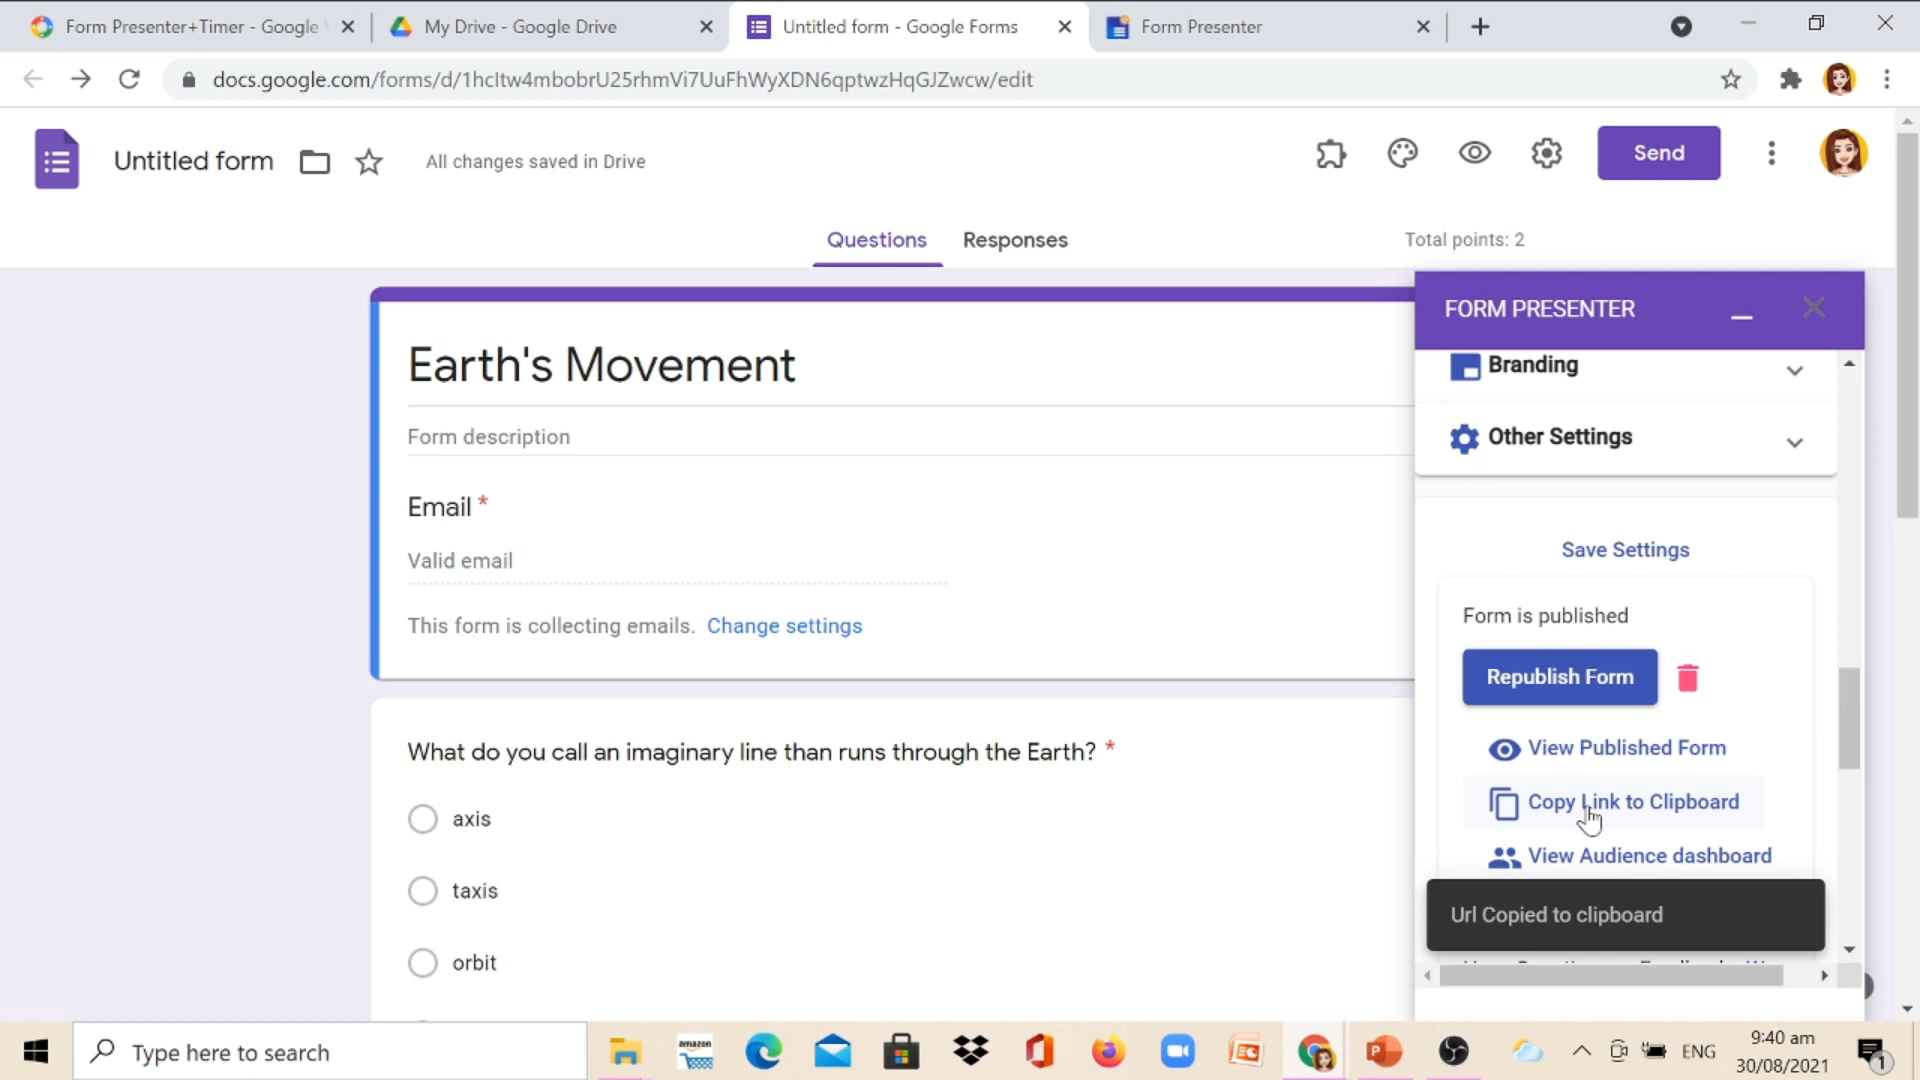 Form Presenter+Timer - Google
My Drive - Google Drive
Untitled form - Google Forms
Form Presenter
docs.google.com/forms/d/1hcItw4mbobrU25rhmVi7UuFhWyXDN6qptwzHqGJZwcw/edit
Untitled form
All changes saved in Drive
Send
Questions
Responses
Total points: 2
Earth's Movement
Form description
Email *
Valid email
This form is collecting emails. Change settings
What do you call an imaginary line than runs through the Earth? *
axis
taxis
orbit
FORM PRESENTER
Branding
Other Settings
Save Settings
Form is published
Republish Form
View Published Form
Copy Link to Clipboard
View Audience dashboard
Url Copied to clipboard
Type here to search
amazon
ENG
9:40 am
30/08/2021
1